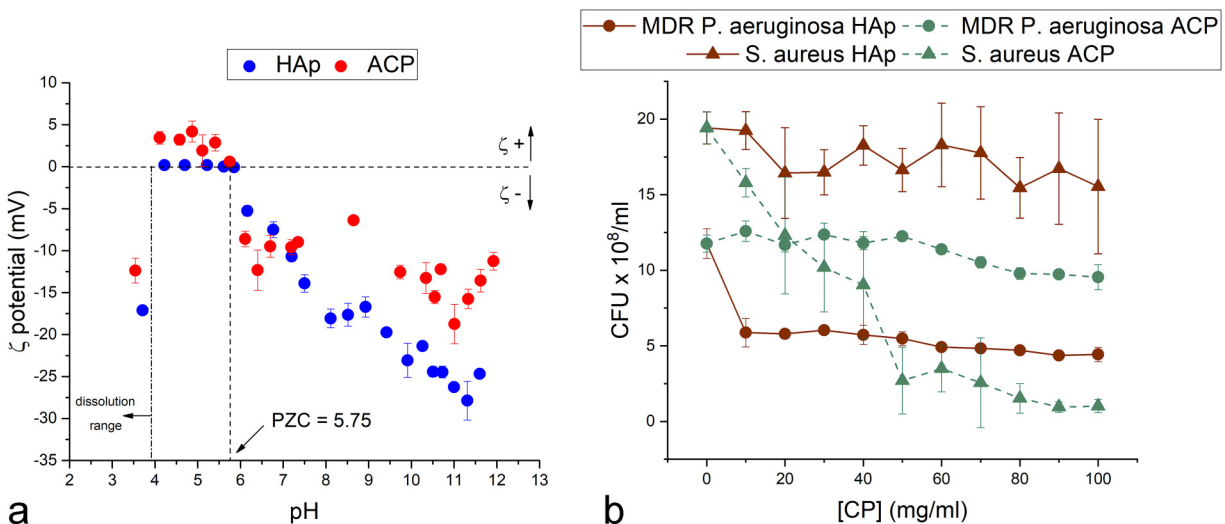 HAp ACP
ζ potential (mV)
10
5
0
-5
-10
-15
-20
-25
-30
-35
ζ +
ζ -
dissolution
range
PZC = 5.75
2 3 4 5 6 7 8 9 10 11 12 13
pH
a
MDR P. aeruginosa HAp MDR P. aeruginosa ACP
S. aureus HAp S. aureus ACP
CFU x 10⁸/ml
20
15
10
5
0
0 20 40 60 80 100
[CP] (mg/ml)
b